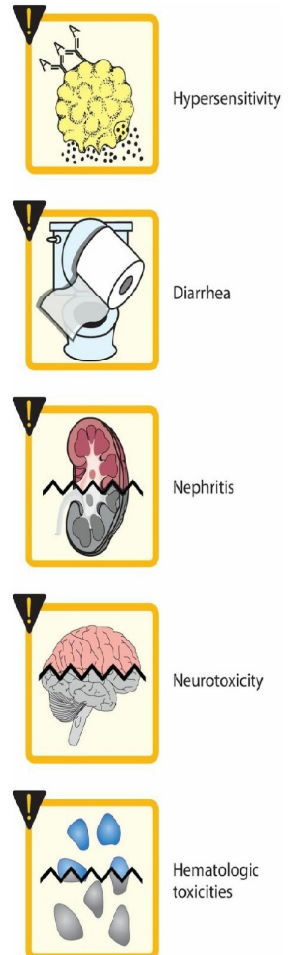 Hypersensitivity
Diarrhea
Nephritis
Neurotoxicity
Hematologic
toxicities